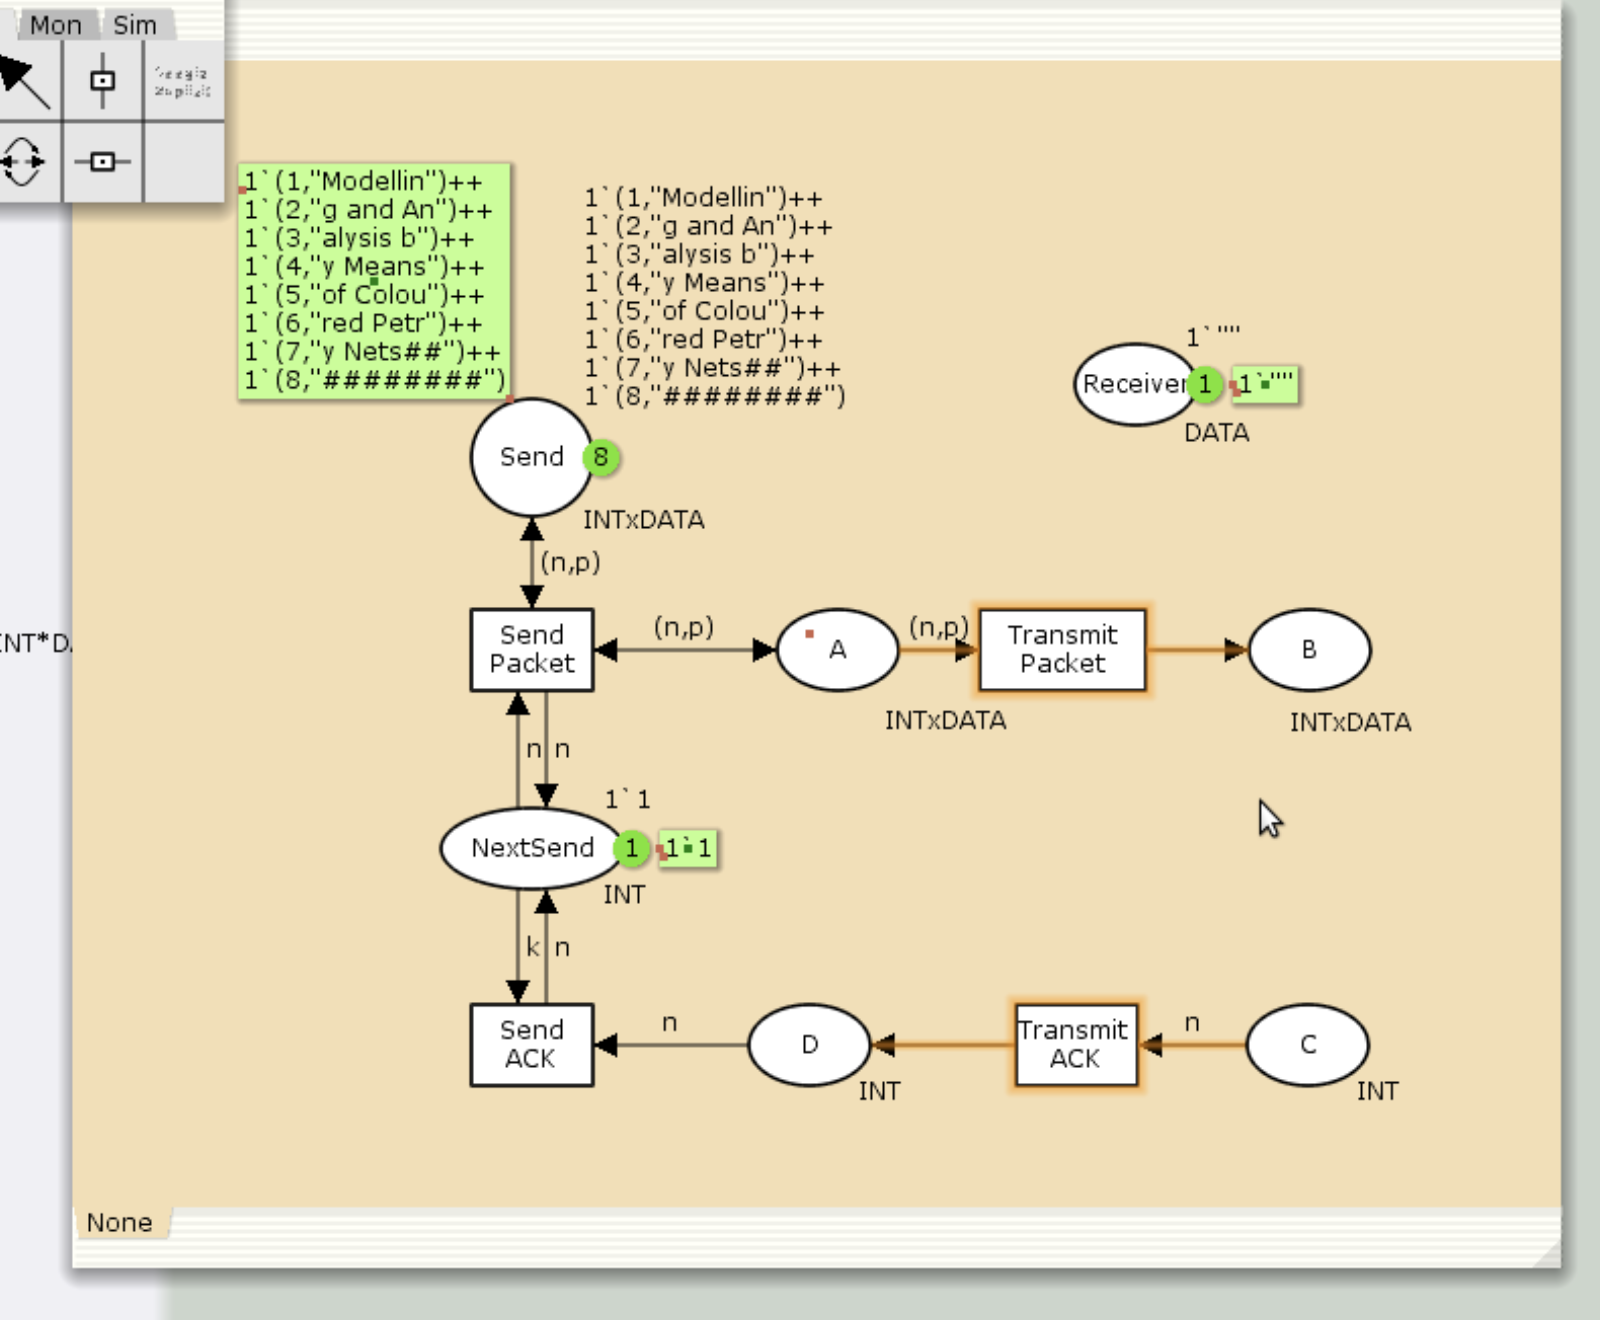 Mon
Sim
1`(1,"Modellin")++
1`(2,"g and An")++
1`(3,"alysis b")++
1`(4,"y Means")++
1`(5,"of Colou")++
1`(6,"red Petr")++
1`(7,"y Nets##")++
1`(8,"########")
1`(1,"Modellin")++
1`(2,"g and An")++
1`(3,"alysis b")++
1`(4,"y Means")++
1`(5,"of Colou")++
1`(6,"red Petr")++
1`(7,"y Nets##")++
1`(8,"########")
1`""
Receiver
1
1`""
DATA
Send
8
INTxDATA
(n,p)
Send
Packet
(n,p)
A
(n,p)
Transmit
Packet
B
INTxDATA
INTxDATA
n
n
1`1
NextSend
1
1`1
INT
k
n
Send
ACK
n
D
INT
Transmit
ACK
n
C
INT
None